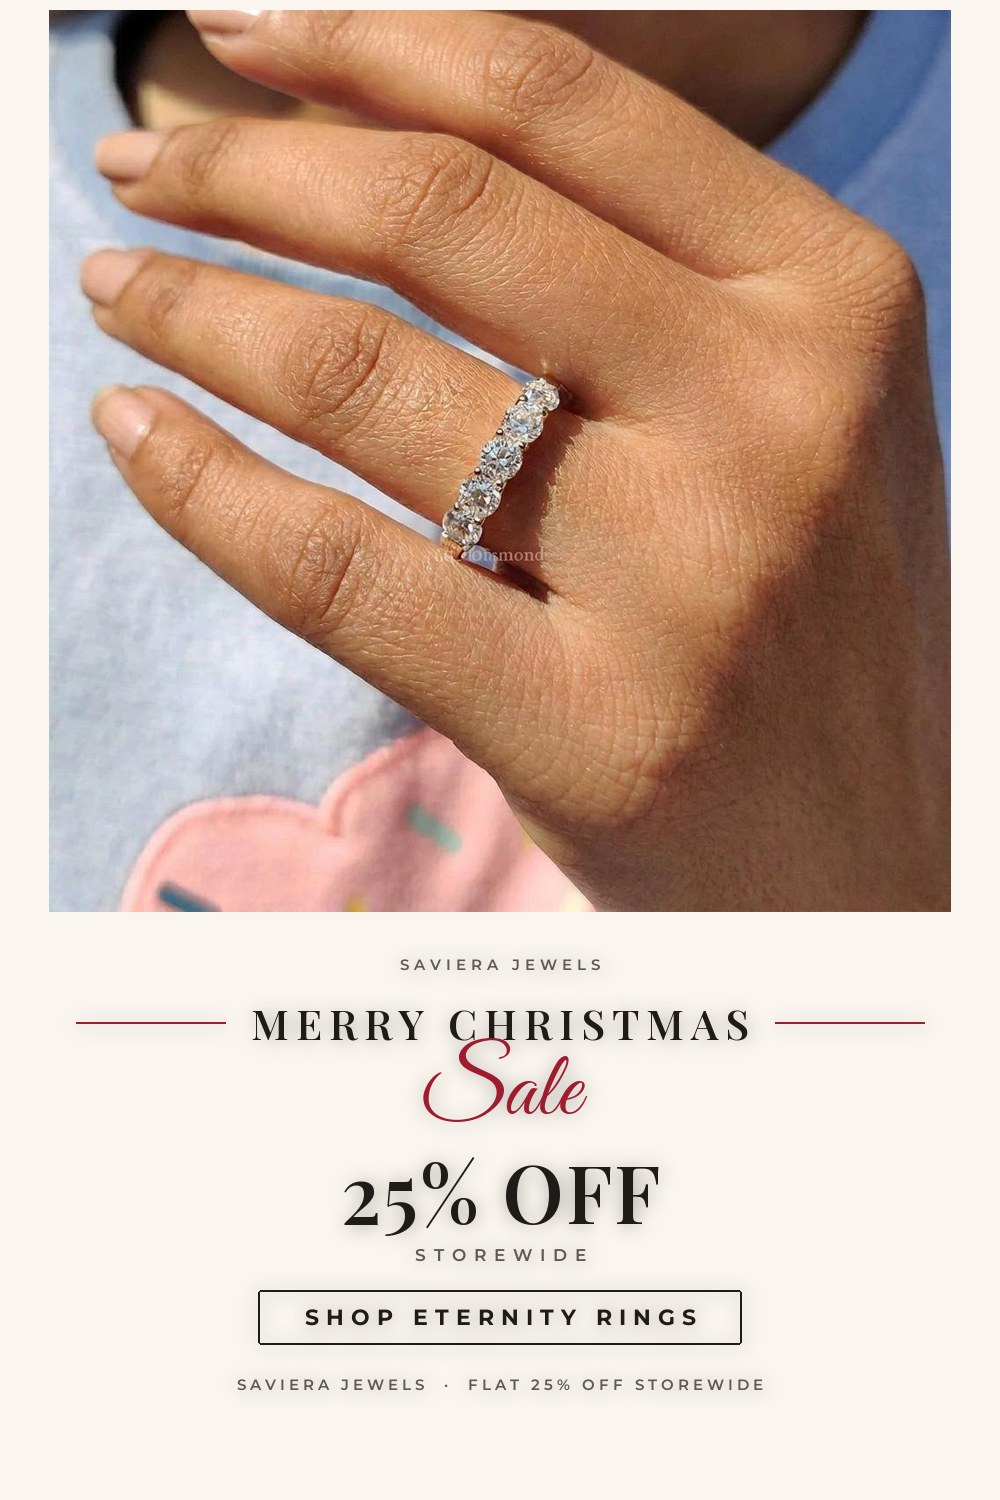 SAVIERA JEWELS
MERRY CHRISTMAS
Sale
25% OFF
STOREWIDE
SHOP ETERNITY RINGS
SAVIERA JEWELS · FLAT 25% OFF STOREWIDE